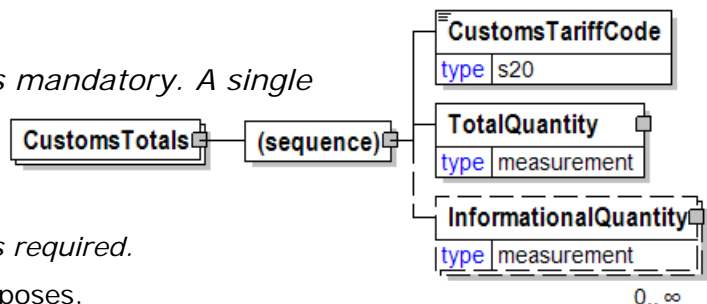 CustomsTariffCode
type s20
s mandatory. A single
CustomsTotals
(sequence)
TotalQuantity
type measurement
InformationalQuantity
type measurement
s required.
poses.
0..∞